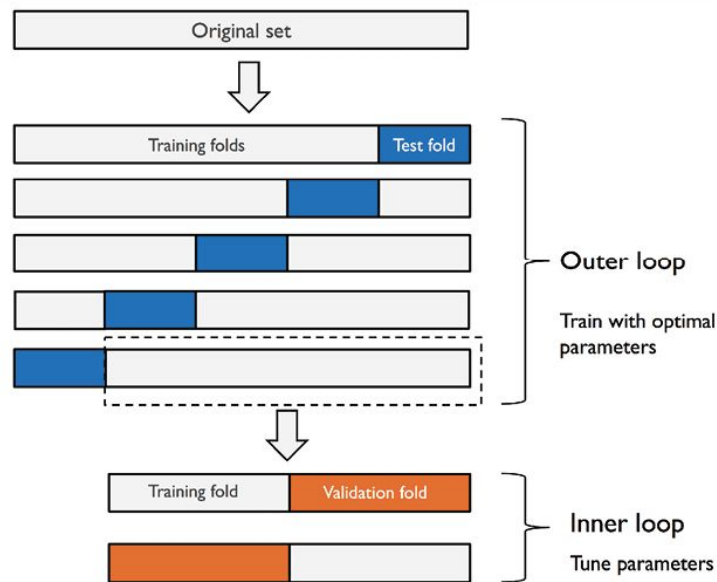 Original set
Training folds
Test fold
Outer loop
Train with optimal
parameters
Training fold
Validation fold
Inner loop
Tune parameters